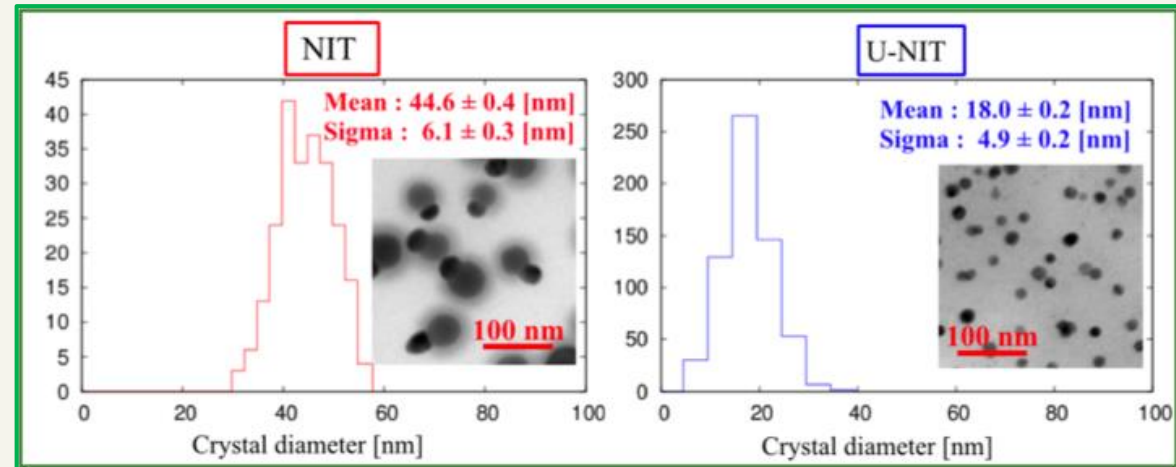 NIT
45
40
35
30
25
20
15
10
5
0
0 20 40 60 80 100
Crystal diameter [nm]
Mean : 44.6 ± 0.4 [nm]
Sigma : 6.1 ± 0.3 [nm]
100 nm
U-NIT
300
250
200
150
100
50
0
0 20 40 60 80 100
Crystal diameter [nm]
Mean : 18.0 ± 0.2 [nm]
Sigma : 4.9 ± 0.2 [nm]
100 nm